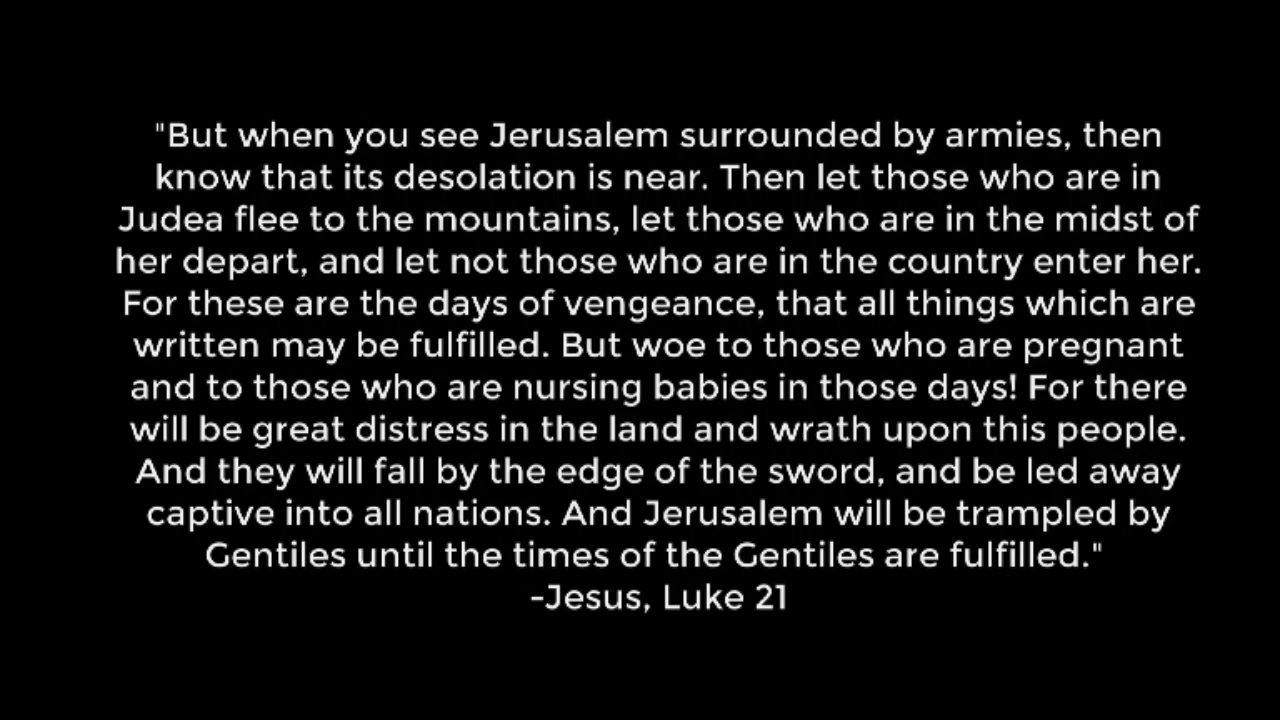 "But when you see Jerusalem surrounded by armies, then
know that its desolation is near. Then let those who are in
Judea flee to the mountains, let those who are in the midst of
her depart, and let not those who are in the country enter her.
For these are the days of vengeance, that all things which are
written may be fulfilled. But woe to those who are pregnant
and to those who are nursing babies in those days! For there
will be great distress in the land and wrath upon this people.
And they will fall by the edge of the sword, and be led away
captive into all nations. And Jerusalem will be trampled by
Gentiles until the times of the Gentiles are fulfilled."
-Jesus, Luke 21